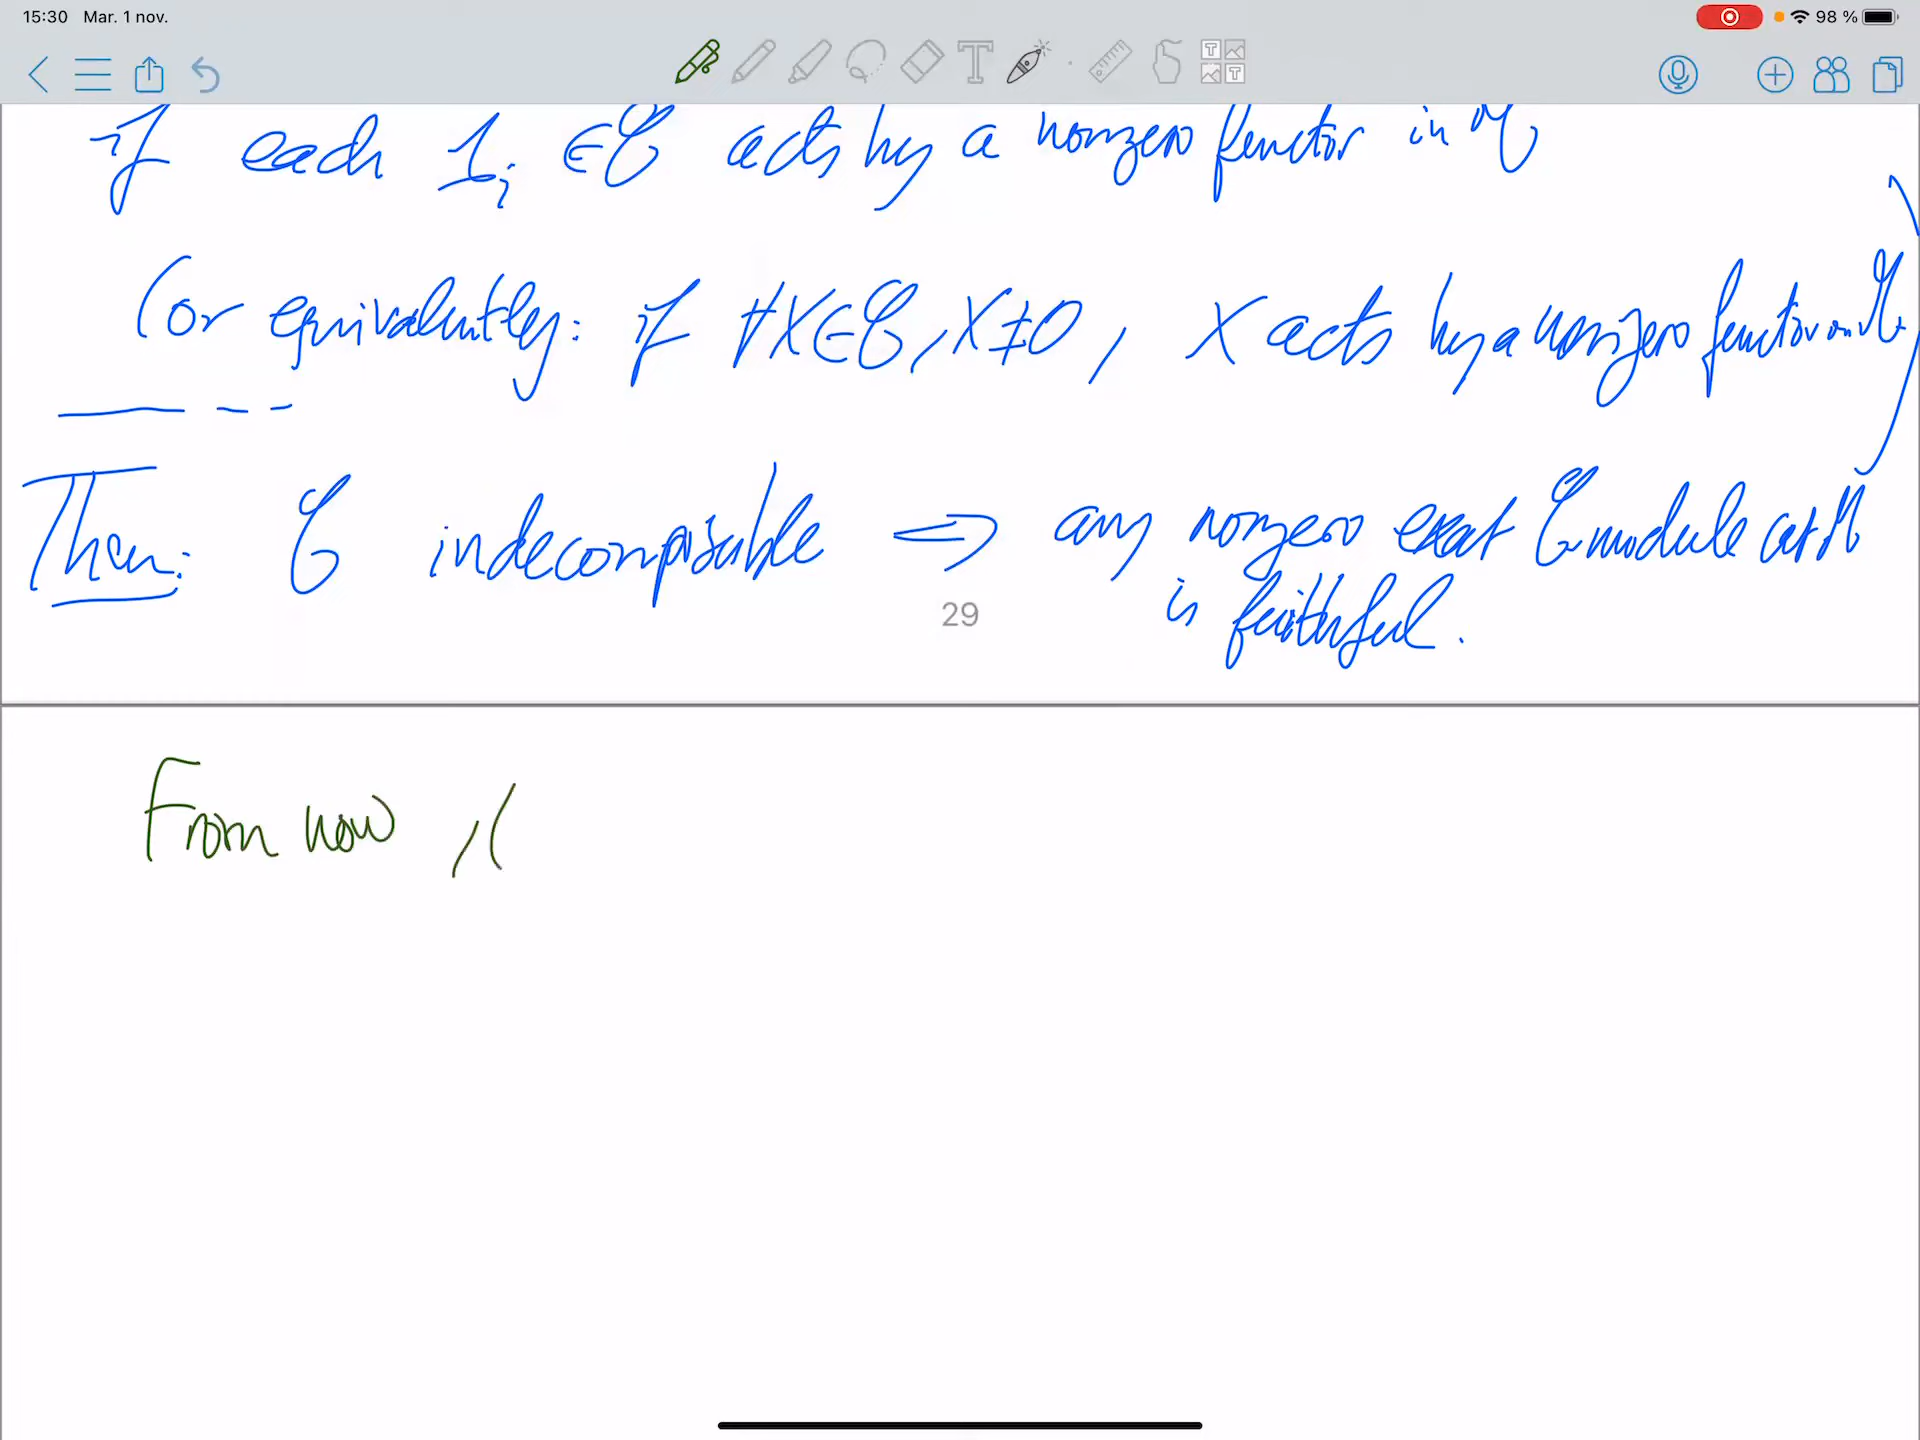 15:30 Mar. 1 nov. 98 %
if each 1ᵢ ∈ 𝒞 acts by a nonzero functor in ℳ
(or equivalently: if ∀X∈𝒞, X≠0, X acts by a nonzero functor on ℳ.)
Then: 𝒞 indecomposable ⟹ any nonzero exact 𝒞-module cat ℳ
is faithful.
29
From now , (